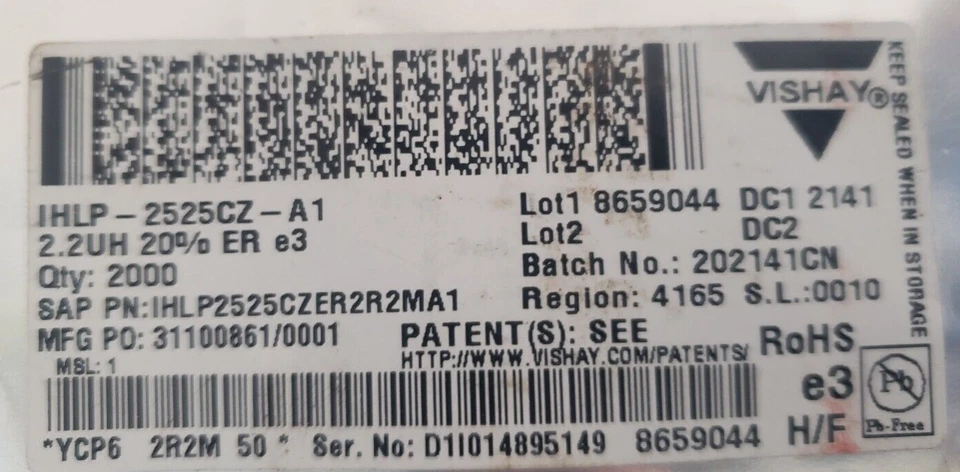 VISHAY®
KEEP SEALED WHEN IN STORAGE
IHLP-2525CZ-A1
2.2UH 20% ER e3
Qty: 2000
SAP PN:IHLP2525CZER2R2MA1
MFG PO: 31100861/0001
MSL: 1
Lot1 8659044 DC1 2141
Lot2 DC2
Batch No.: 202141CN
Region: 4165 S.L.:0010
PATENT(S): SEE
HTTP://WWW.VISHAY.COM/PATENTS/
RoHS
e3
Pb
Pb-Free
H/F
*YCP6 2R2M 50 * Ser. No: D1I014895149 8659044